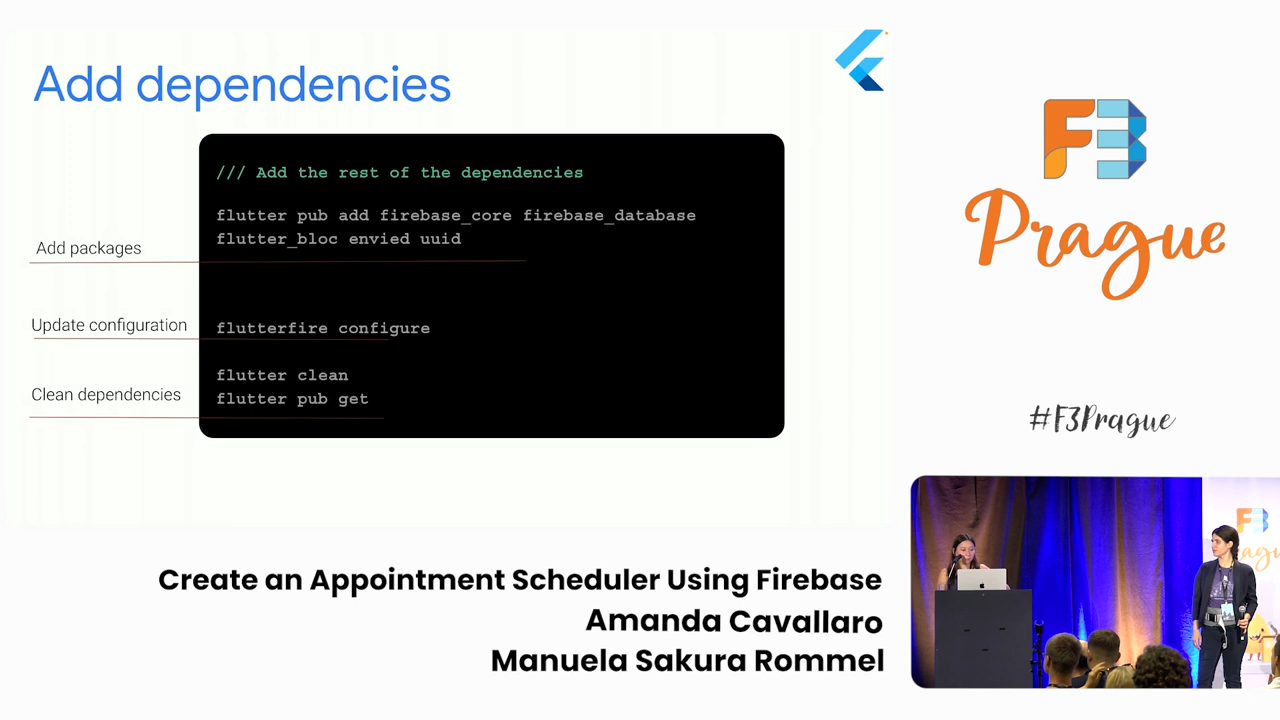 Add dependencies
/// Add the rest of the dependencies
flutter pub add firebase_core firebase_database
flutter_bloc envied uuid
Add packages
Update configuration
flutterfire configure
flutter clean
Clean dependencies
flutter pub get
F3
Prague
#F3Prague
Create an Appointment Scheduler Using Firebase
Amanda Cavallaro
Manuela Sakura Rommel
F3